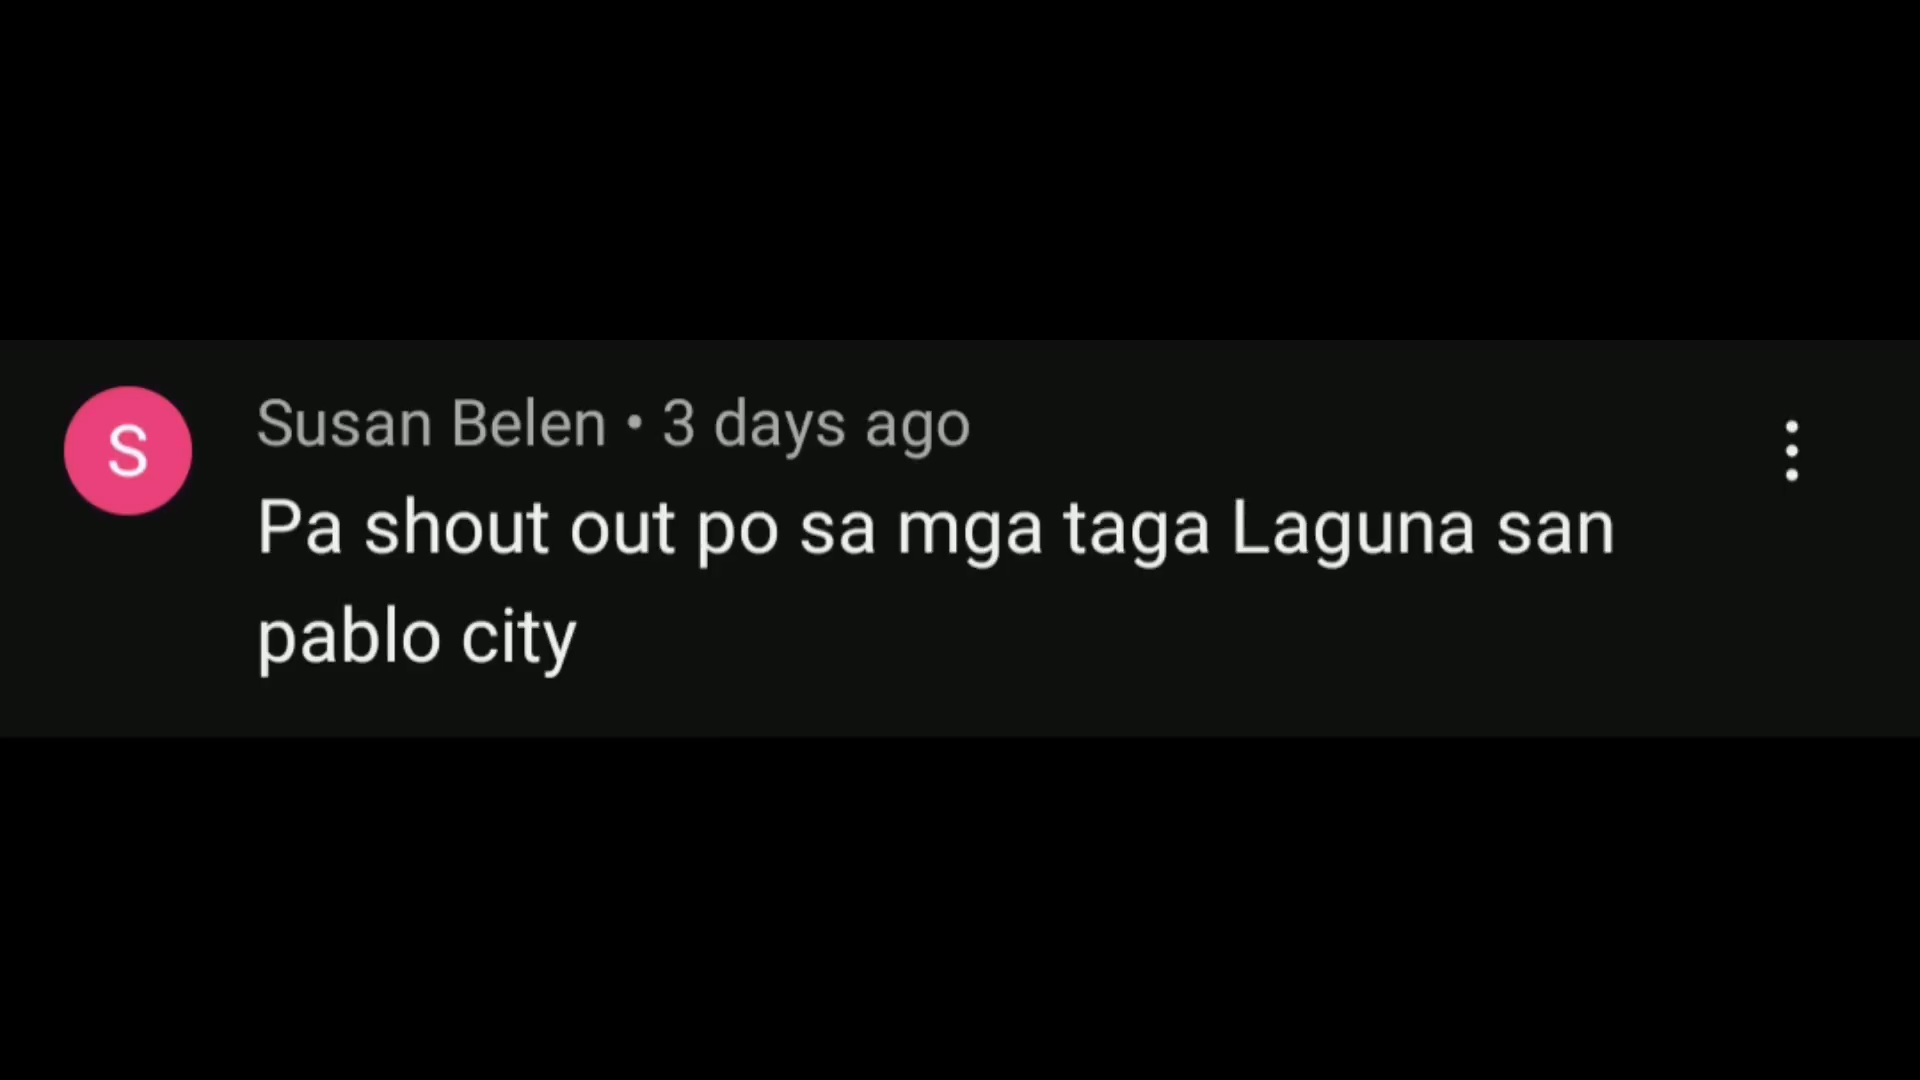 S
Susan Belen • 3 days ago
Pa shout out po sa mga taga Laguna san
pablo city